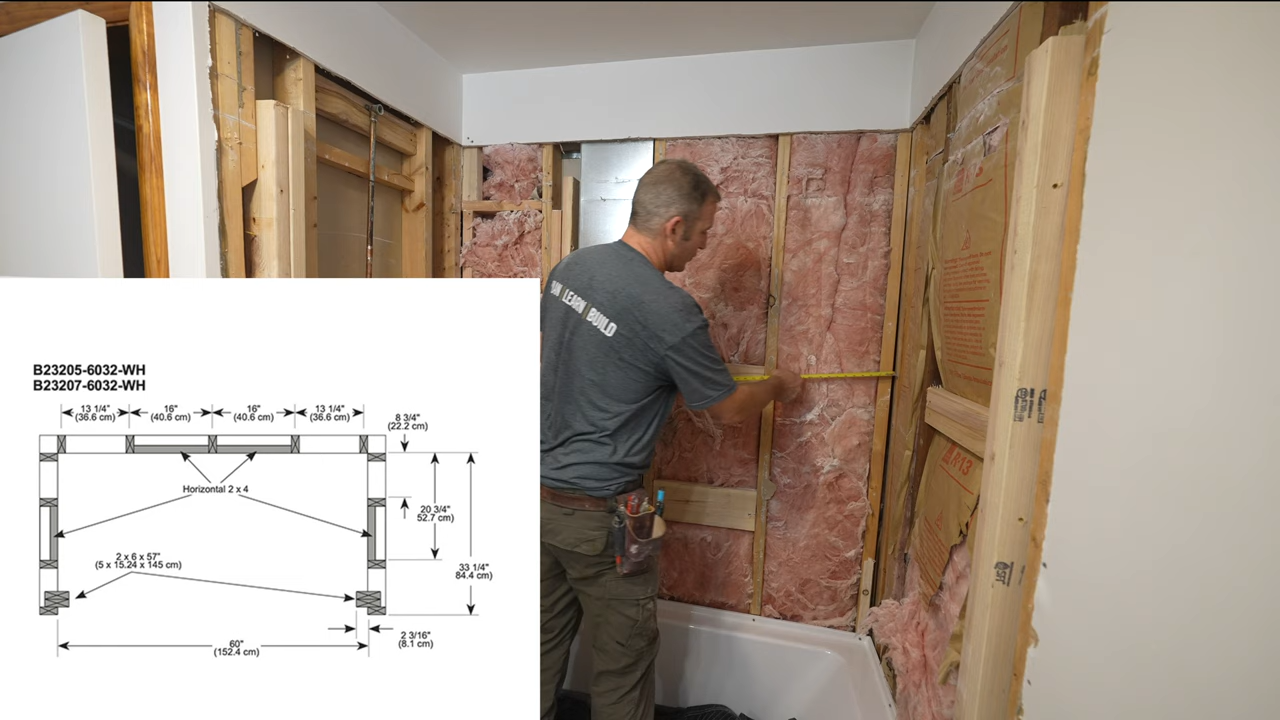 LEARN BUILD
R-13
B23205-6032-WH
B23207-6032-WH
13 1/4"
(36.6 cm)
16"
(40.6 cm)
16"
(40.6 cm)
13 1/4"
(36.6 cm)
8 3/4"
(22.2 cm)
Horizontal 2 x 4
20 3/4"
52.7 cm)
2 x 6 x 57"
(5 x 15.24 x 145 cm)
33 1/4"
84.4 cm)
60"
(152.4 cm)
2 3/16"
(8.1 cm)